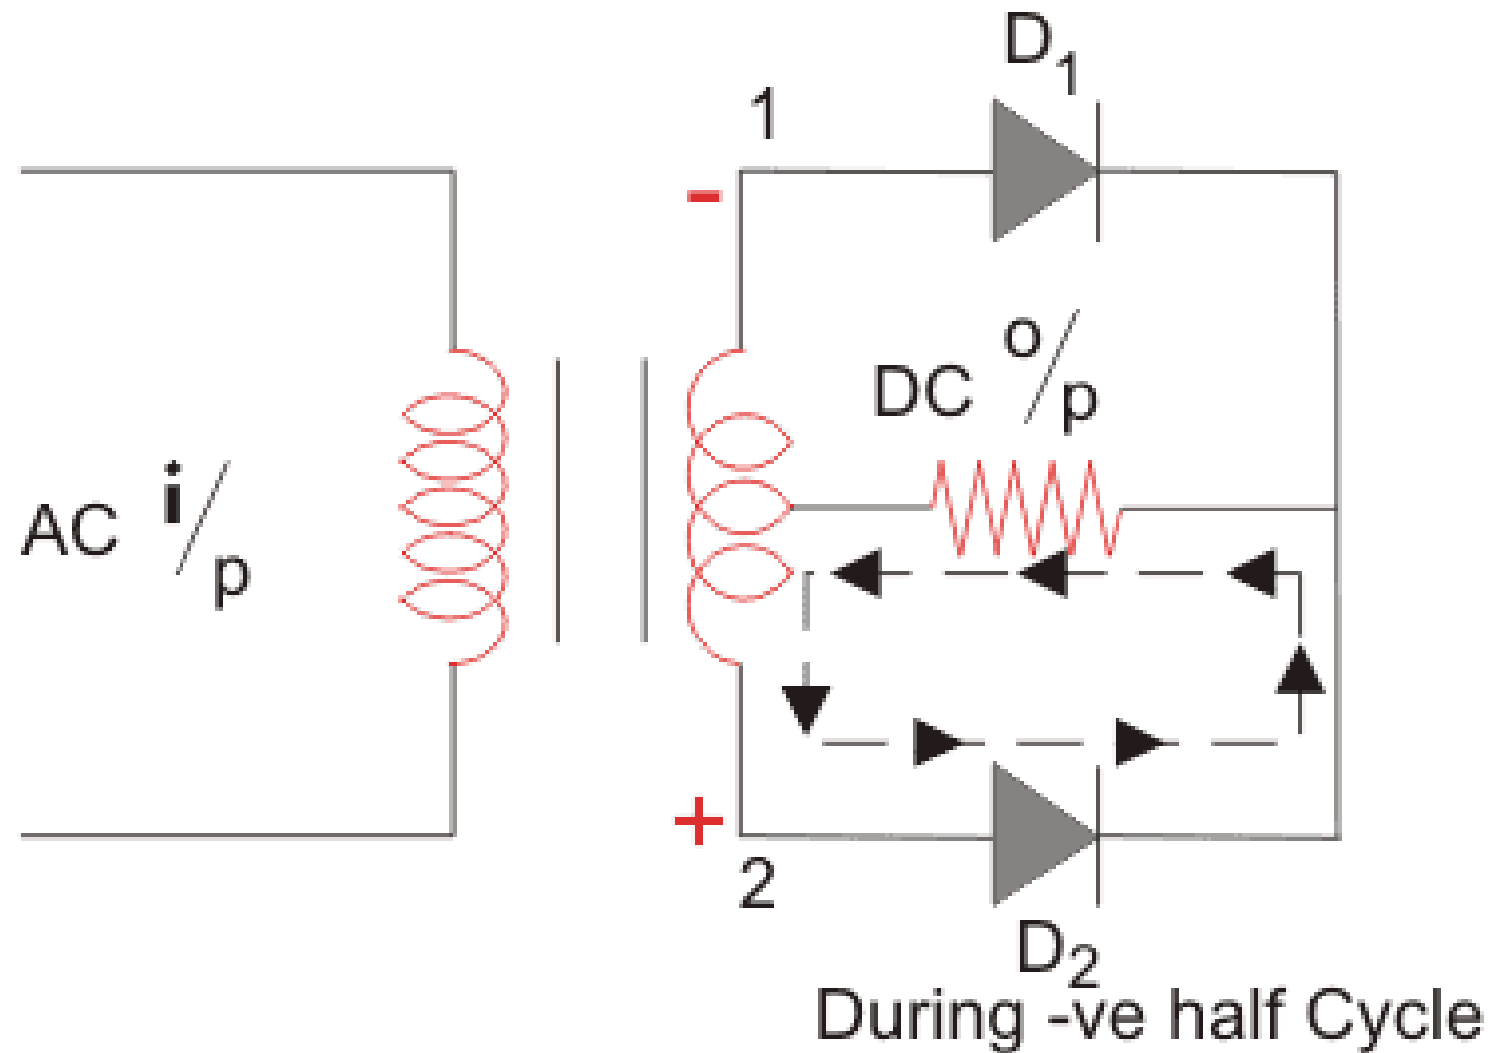 D1
1
-
DC o/p
AC i/p
+
2
D2
During -ve half Cycle